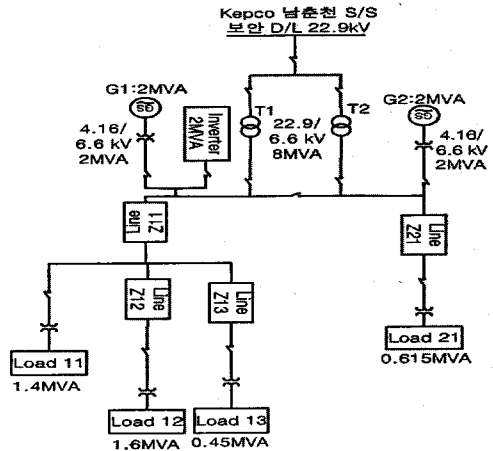 Kepco 남춘천 S/S
보안 D/L 22.9kV
G1:2MVA
4.16/
6.6 kV
2MVA
Inverter
2MVA
T1
T2
22.9/
6.6 kV
8MVA
G2:2MVA
4.16/
6.6 kV
2MVA
Line
Z11
Line
Z12
Line
Z13
Line
Z21
Load 11
1.4MVA
Load 12
1.6MVA
Load 13
0.45MVA
Load 21
0.615MVA